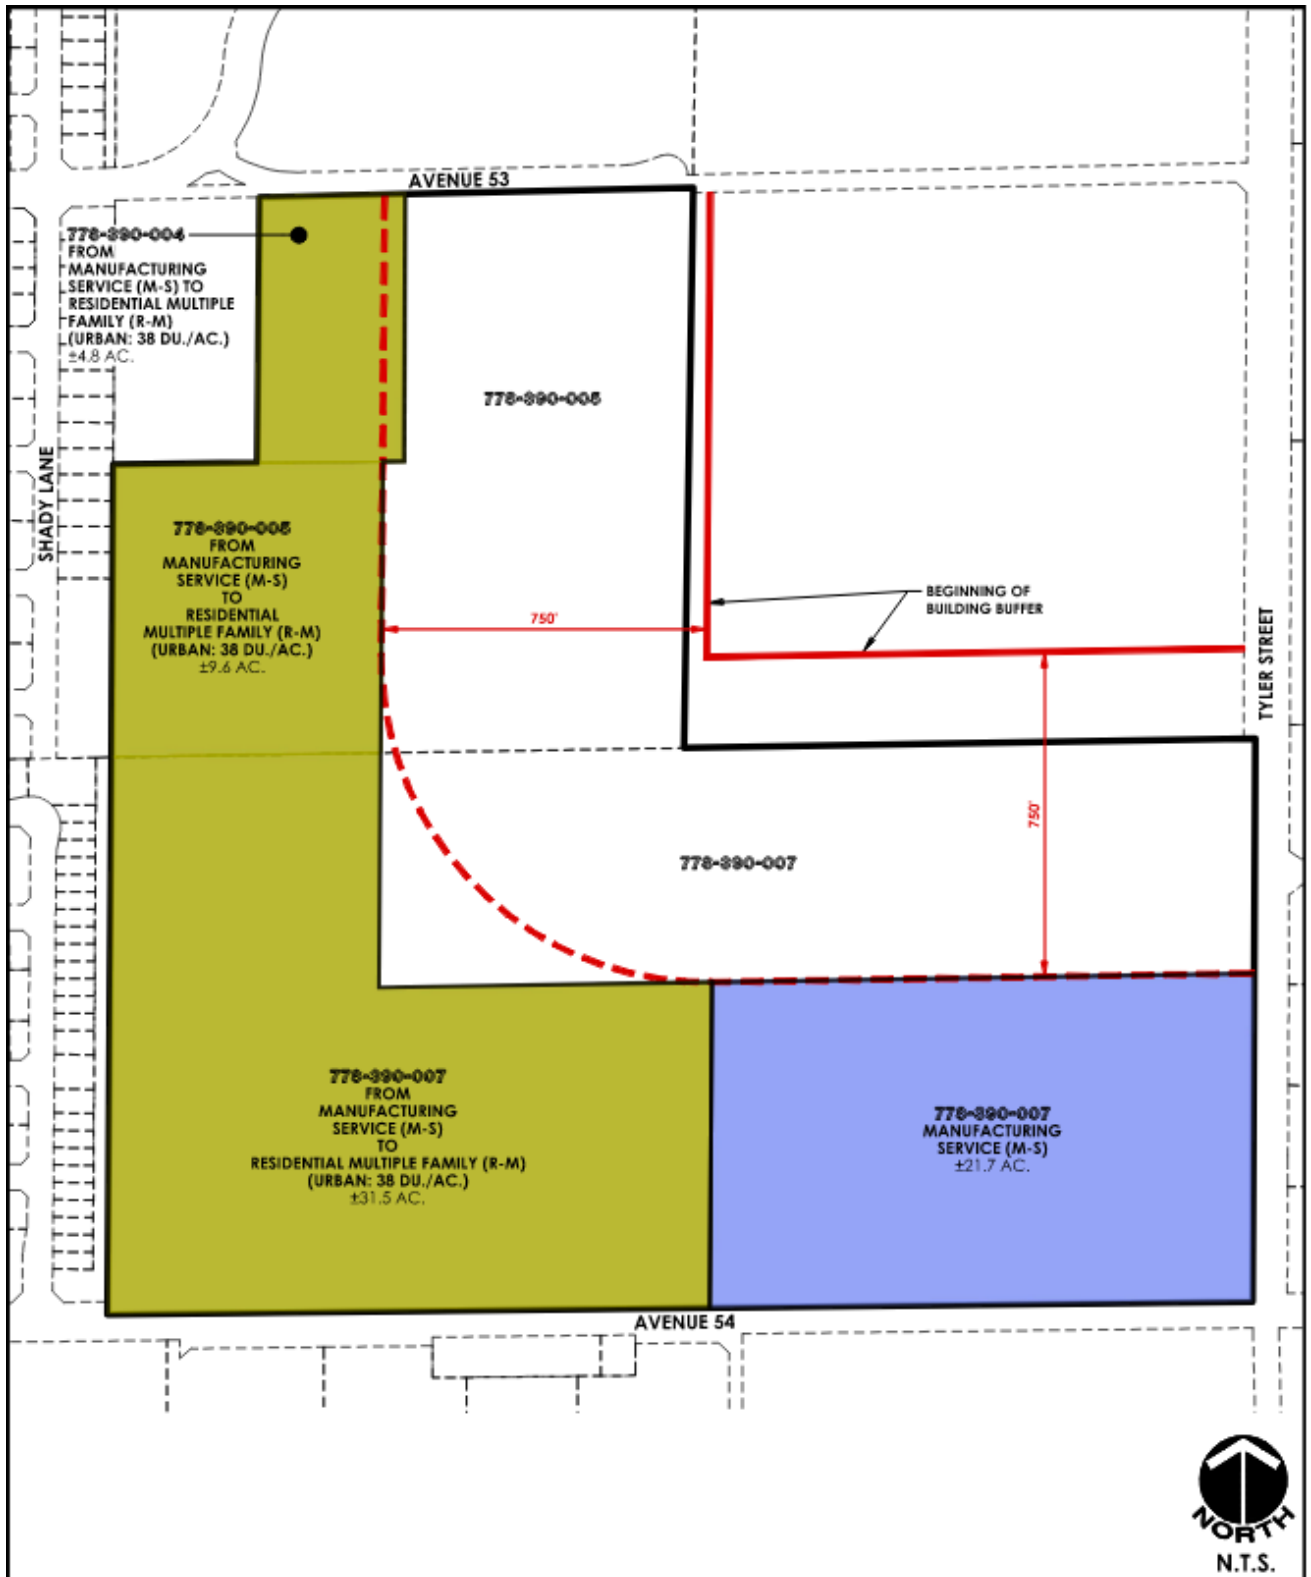 AVENUE 53
778-390-004
FROM
MANUFACTURING
SERVICE (M-S) TO
RESIDENTIAL MULTIPLE
FAMILY (R-M)
(URBAN: 38 DU./AC.)
±4.8 AC.
778-390-005
SHADY LANE
778-390-005
FROM
MANUFACTURING
SERVICE (M-S)
TO
RESIDENTIAL
MULTIPLE FAMILY (R-M)
(URBAN: 38 DU./AC.)
±9.6 AC.
750'
BEGINNING OF
BUILDING BUFFER
TYLER STREET
750'
778-390-007
778-390-007
FROM
MANUFACTURING
SERVICE (M-S)
TO
RESIDENTIAL MULTIPLE FAMILY (R-M)
(URBAN: 38 DU./AC.)
±31.5 AC.
778-390-007
MANUFACTURING
SERVICE (M-S)
±21.7 AC.
AVENUE 54
NORTH
N.T.S.